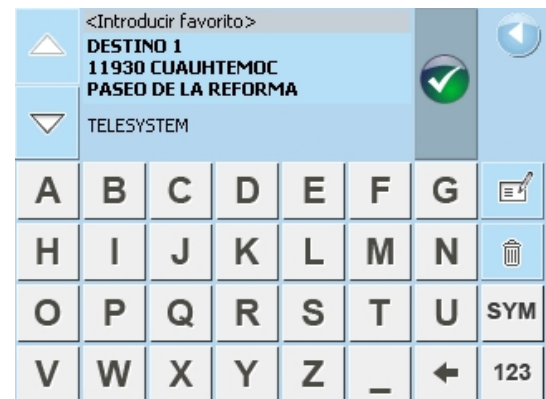 <Introducir favorito>
DESTINO 1
11930 CUAUHTEMOC
PASEO DE LA REFORMA
TELESYSTEM
A B C D E F G
H I J K L M N
O P Q R S T U SYM
V W X Y Z _ 123